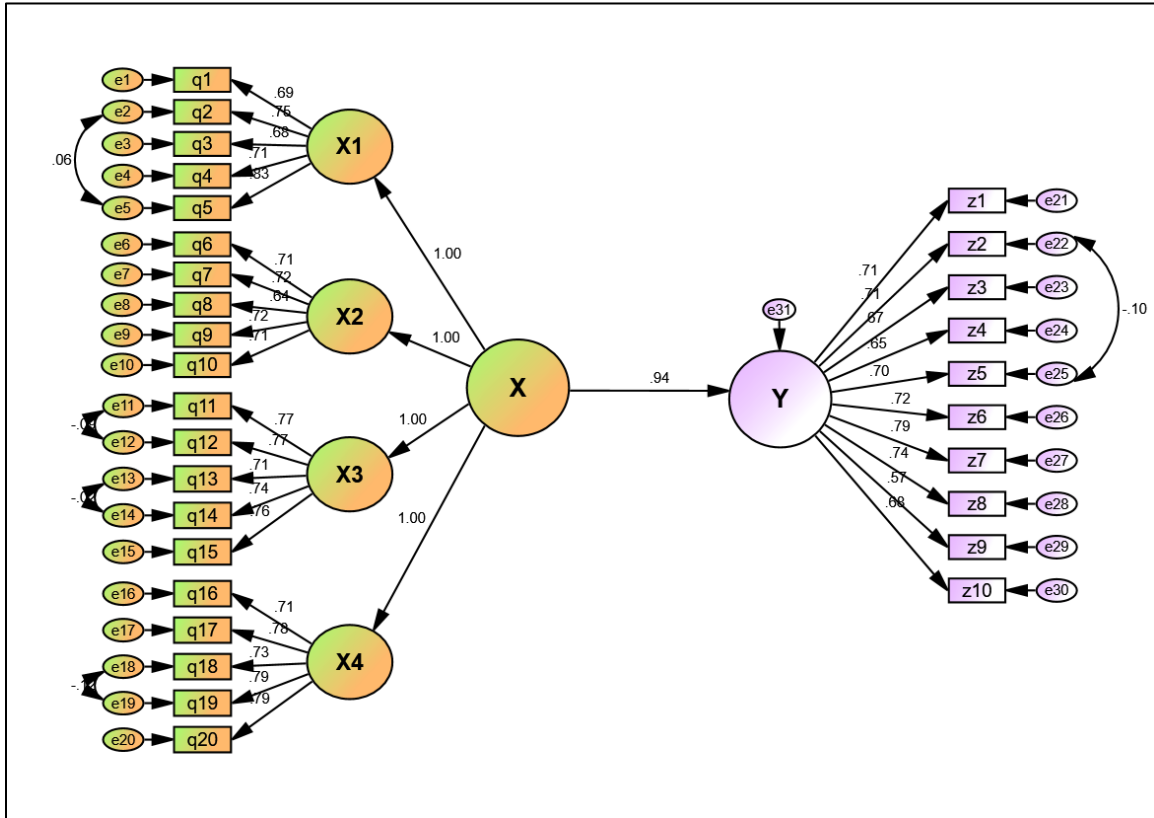 e1 q1 .69
e2 q2 .75
e3 q3 .68
e4 q4 .71
e5 q5 .83
.06
X1
e6 q6 .71
e7 q7 .72
e8 q8 .64
e9 q9 .72
e10 q10 .71
X2
e11 q11 .77
e12 q12 .77
e13 q13 .71
e14 q14 .74
e15 q15 .76
X3
e16 q16 .71
e17 q17 .78
e18 q18 .73
e19 q19 .79
e20 q20 .79
X4
1.00
1.00
1.00
1.00
X
.94
e31
Y
.71 z1 e21
.71 z2 e22
.67 z3 e23
.65 z4 e24
.70 z5 e25
.72 z6 e26
.79 z7 e27
.74 z8 e28
.57 z9 e29
.68 z10 e30
-.10